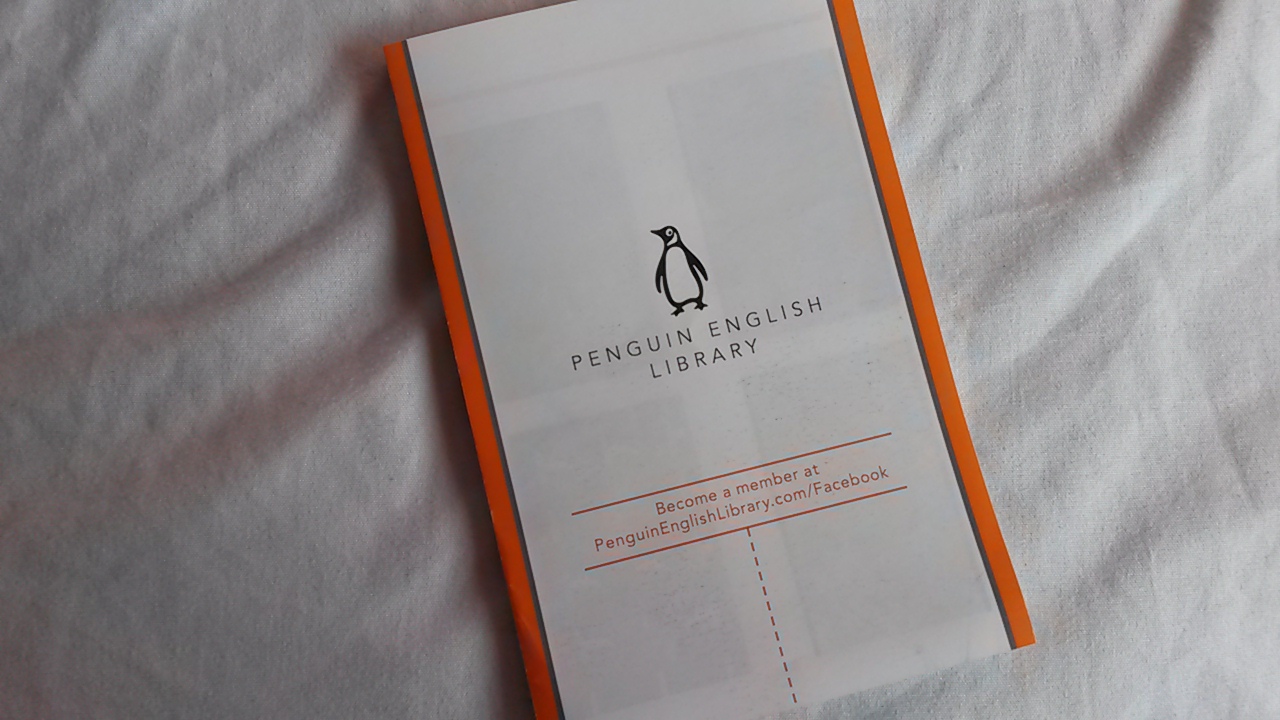 PENGUIN ENGLISH
LIBRARY
Become a member at
PenguinEnglishLibrary.com/Facebook